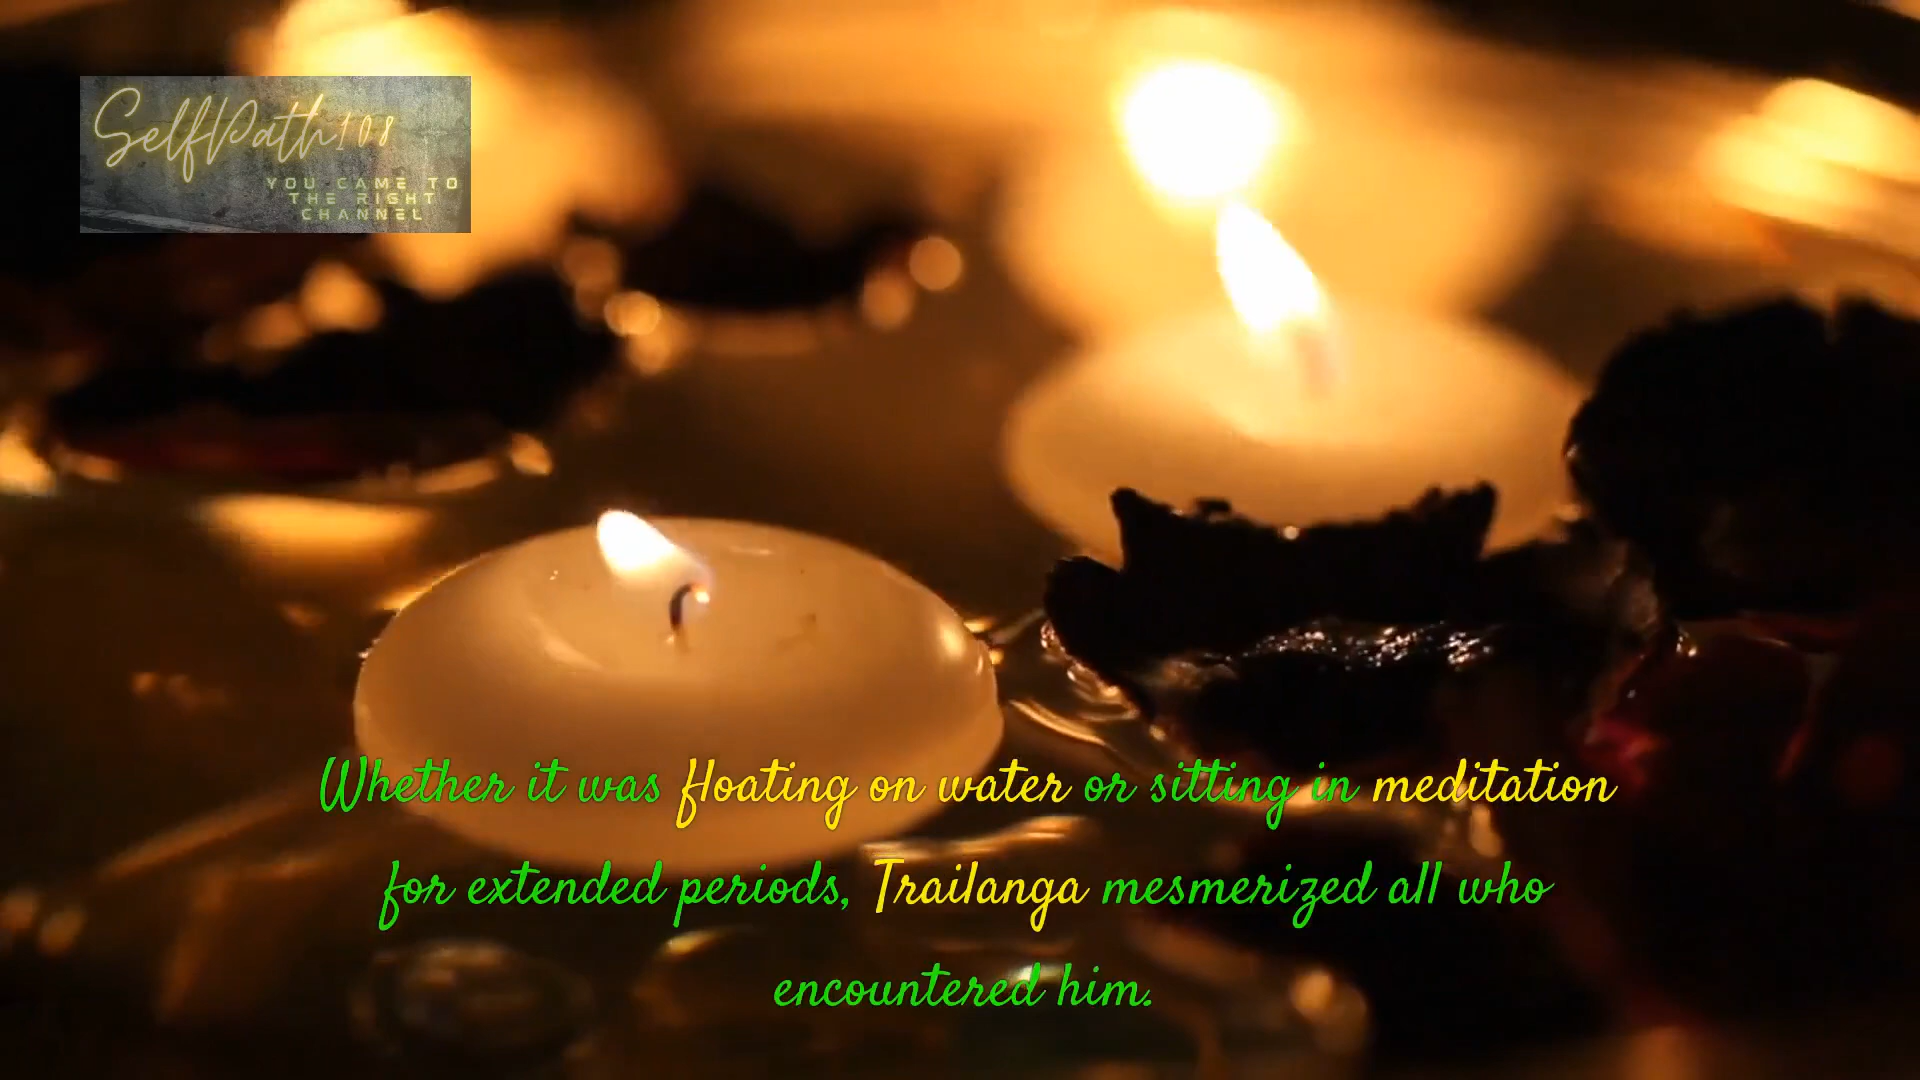 SelfPath108
YOU CAME TO
THE RIGHT
CHANNEL
Whether it was floating on water or sitting in meditation
for extended periods, Trailanga mesmerized all who
encountered him.